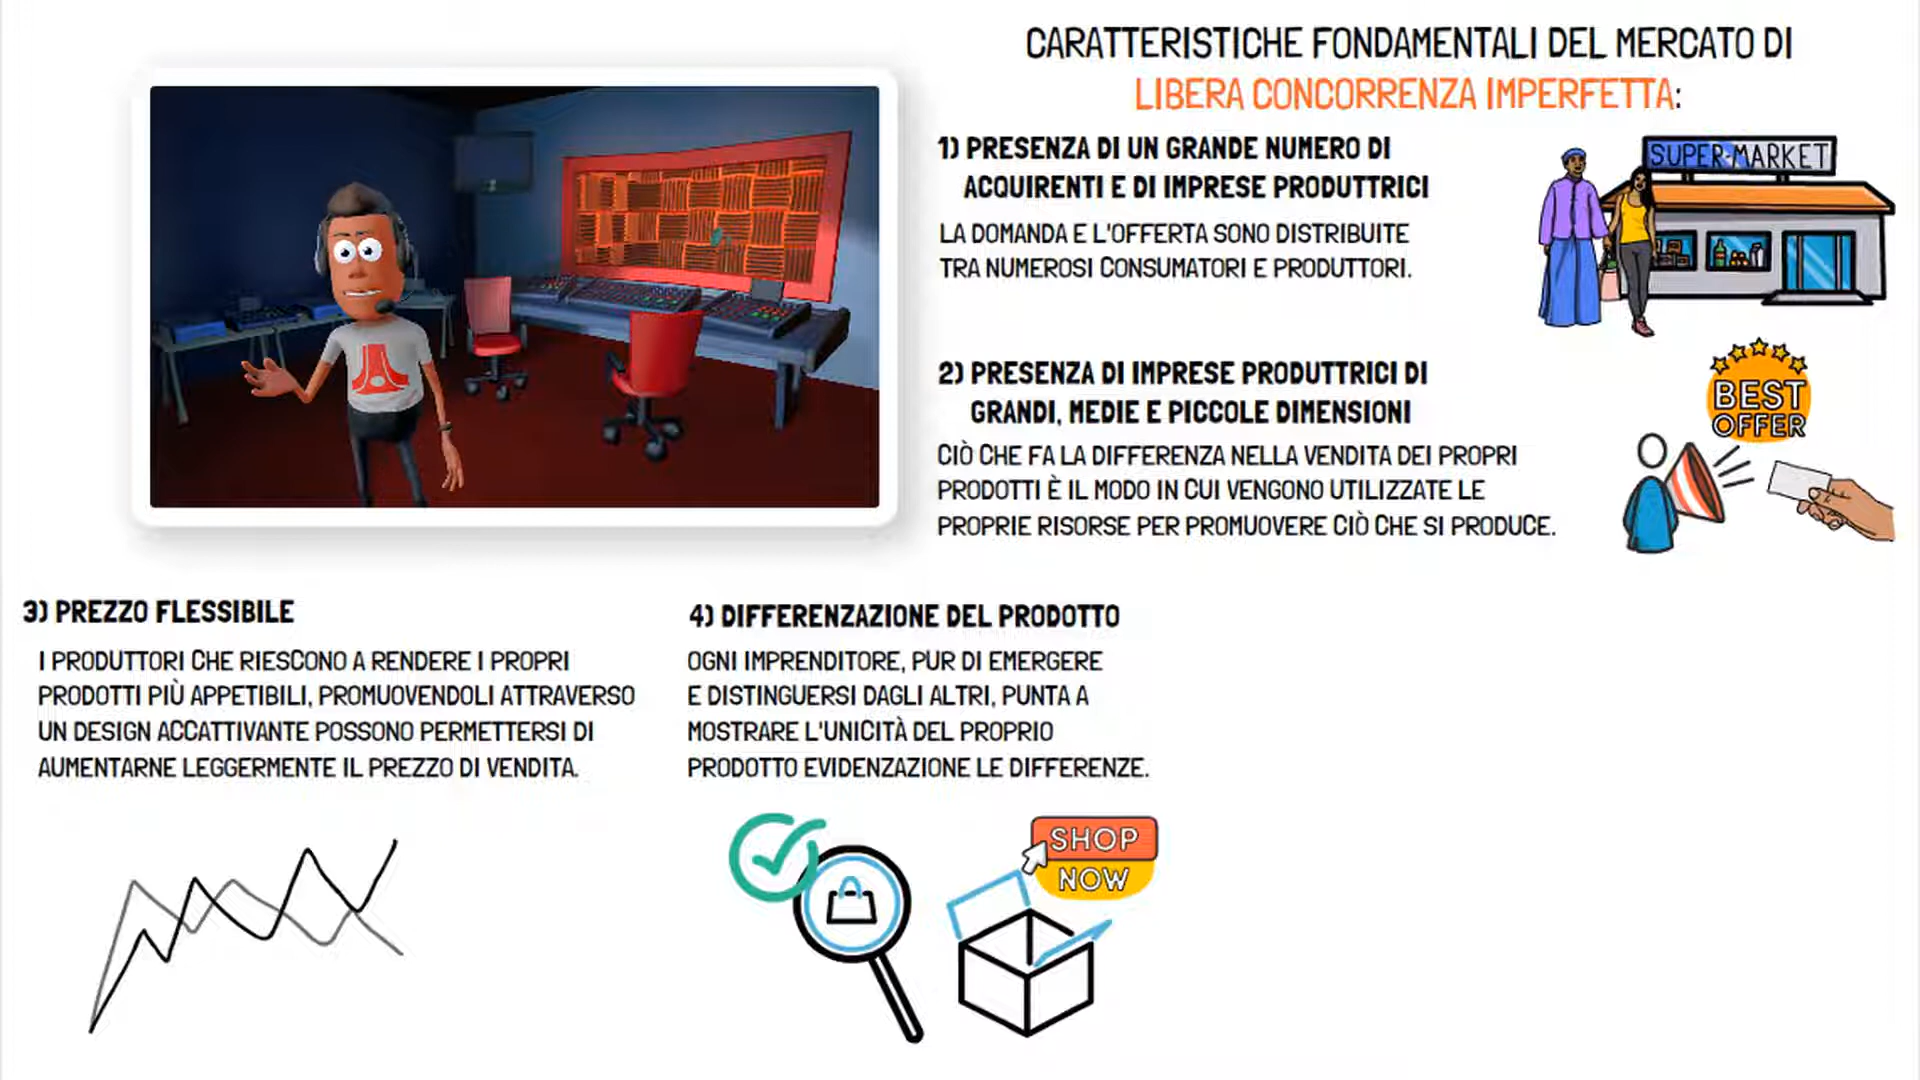 CARATTERISTICHE FONDAMENTALI DEL MERCATO DI
LIBERA CONCORRENZA IMPERFETTA:
1) PRESENZA DI UN GRANDE NUMERO DI
ACQUIRENTI E DI IMPRESE PRODUTTRICI
LA DOMANDA E L'OFFERTA SONO DISTRIBUITE
TRA NUMEROSI CONSUMATORI E PRODUTTORI.
SUPER-MARKET
2) PRESENZA DI IMPRESE PRODUTTRICI DI
GRANDI, MEDIE E PICCOLE DIMENSIONI
CIÒ CHE FA LA DIFFERENZA NELLA VENDITA DEI PROPRI
PRODOTTI È IL MODO IN CUI VENGONO UTILIZZATE LE
PROPRIE RISORSE PER PROMUOVERE CIÒ CHE SI PRODUCE.
BEST
OFFER
3) PREZZO FLESSIBILE
I PRODUTTORI CHE RIESCONO A RENDERE I PROPRI
PRODOTTI PIÙ APPETIBILI, PROMUOVENDOLI ATTRAVERSO
UN DESIGN ACCATTIVANTE POSSONO PERMETTERSI DI
AUMENTARNE LEGGERMENTE IL PREZZO DI VENDITA.
4) DIFFERENZAZIONE DEL PRODOTTO
OGNI IMPRENDITORE, PUR DI EMERGERE
E DISTINGUERSI DAGLI ALTRI, PUNTA A
MOSTRARE L'UNICITÀ DEL PROPRIO
PRODOTTO EVIDENZAZIONE LE DIFFERENZE.
SHOP
NOW